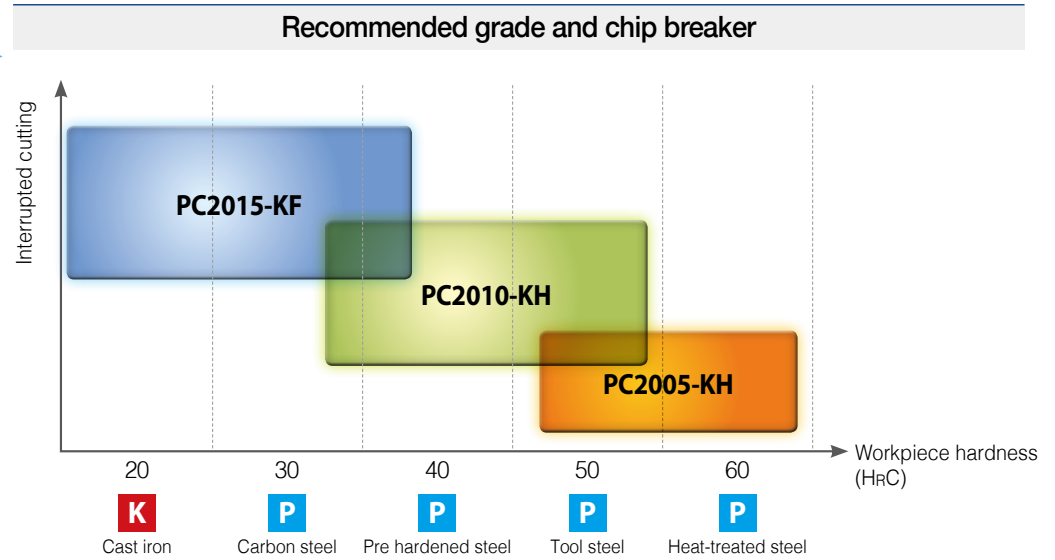 Recommended grade and chip breaker
Interrupted cutting
PC2015-KF
PC2010-KH
PC2005-KH
20 30 40 50 60
Workpiece hardness
(HRC)
K P P P P
Cast iron Carbon steel Pre hardened steel Tool steel Heat-treated steel